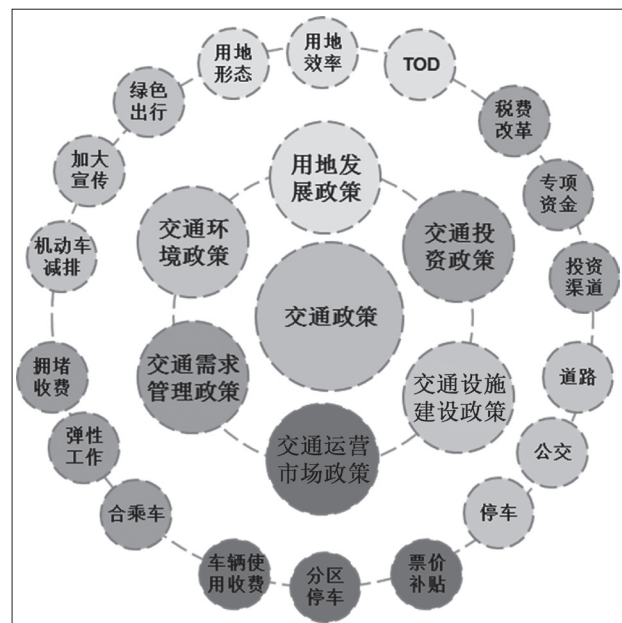 用地
形态
用地
效率
TOD
税费
改革
专项
资金
投资
渠道
道路
公交
停车
票价
补贴
分区
停车
车辆使
用收费
合乘车
弹性
工作
拥堵
收费
机动车
减排
加大
宣传
绿色
出行
用地发
展政策
交通投
资政策
交通设施
建设政策
交通运营
市场政策
交通需求
管理政策
交通环
境政策
交通政策